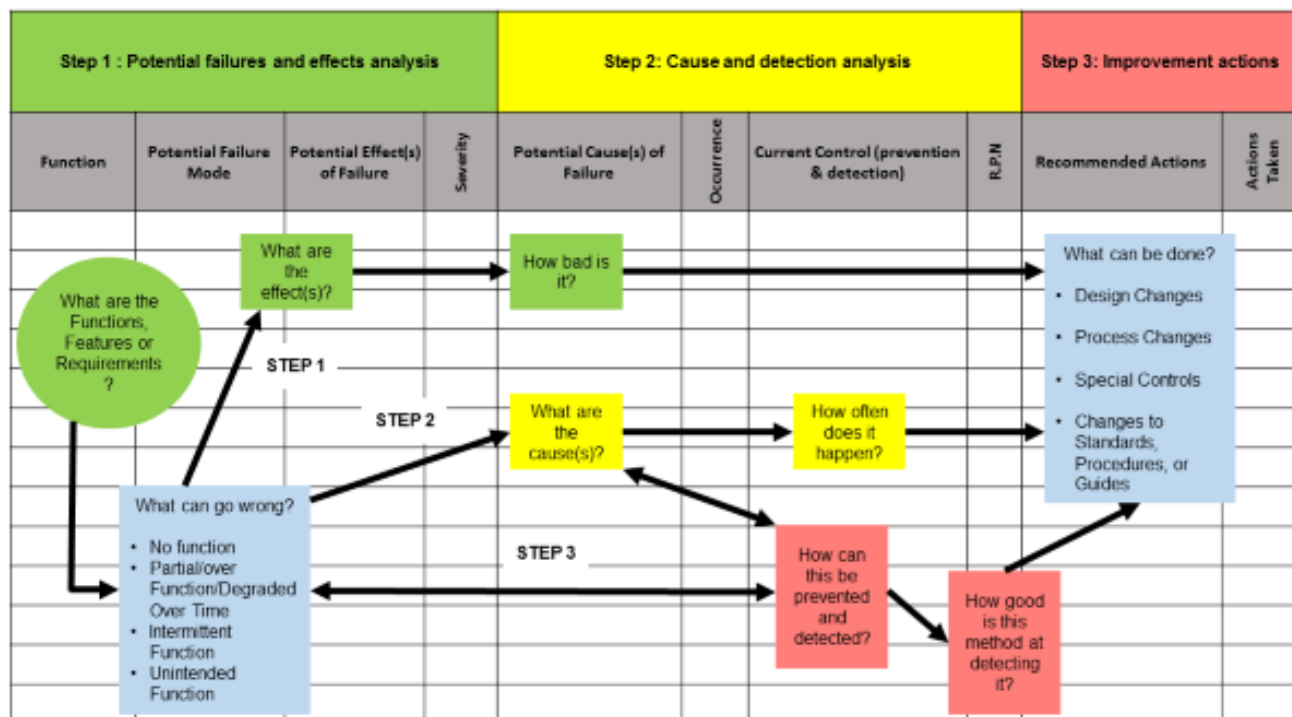 Step 1 : Potential failures and effects analysis
Step 2: Cause and detection analysis
Step 3: Improvement actions
Function
Potential Failure
Mode
Potential Effect(s)
of Failure
Severity
Potential Cause(s) of
Failure
Occurrence
Current Control (prevention
& detection)
R.P.N
Recommended Actions
Actions
Taken
What are the
Functions,
Features or
Requirements
?
What are
the
effect(s)?
How bad is
it?
What can be done?
• Design Changes
• Process Changes
• Special Controls
• Changes to
Standards,
Procedures, or
Guides
STEP 1
STEP 2
What are
the
cause(s)?
How often
does it
happen?
What can go wrong?
• No function
• Partial/over
Function/Degraded
Over Time
• Intermittent
Function
• Unintended
Function
STEP 3
How can
this be
prevented
and
detected?
How good
is this
method at
detecting
it?